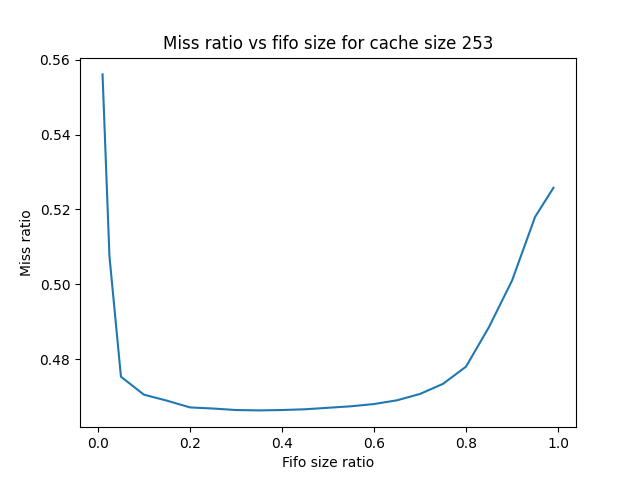 Miss ratio vs fifo size for cache size 253
Miss ratio
0.56
0.54
0.52
0.50
0.48
0.0 0.2 0.4 0.6 0.8 1.0
Fifo size ratio